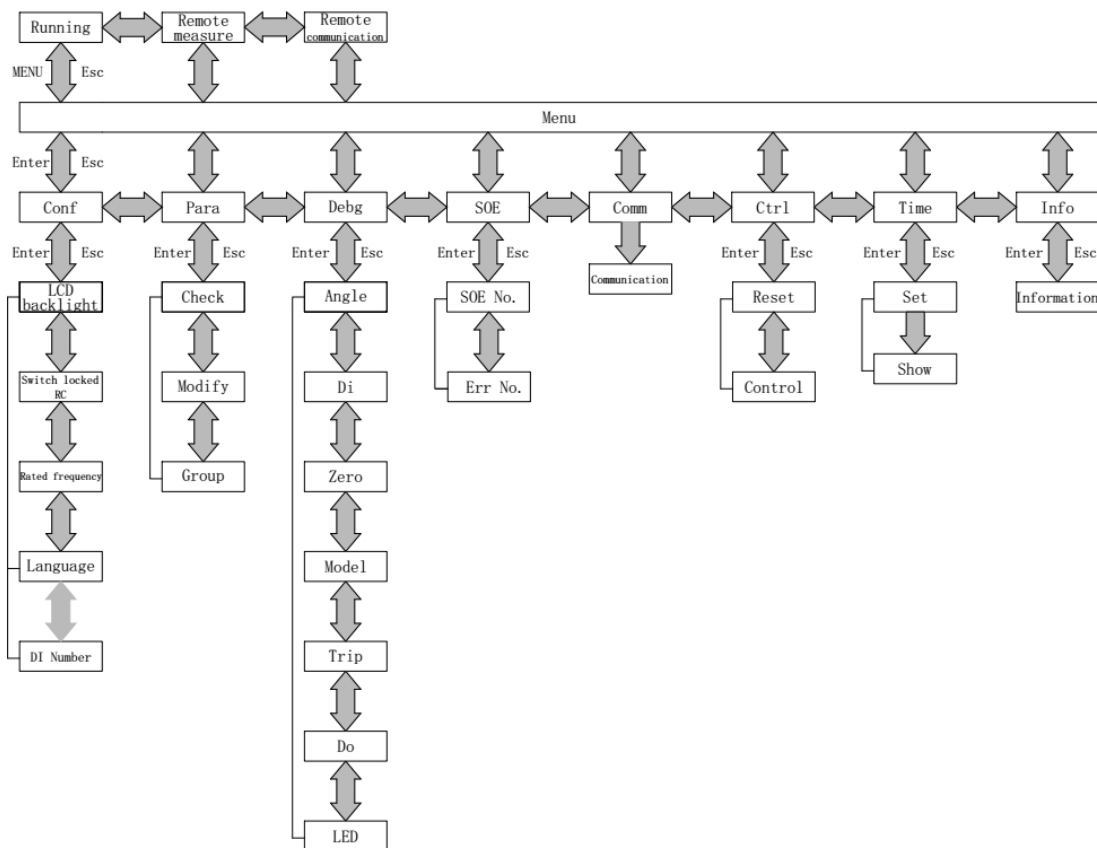 Running
Remote
measure
Remote
communication
MENU Esc
Menu
Enter Esc
Conf Para Debg SOE Comm Ctrl Time Info
Enter Esc Enter Esc Enter Esc Enter Esc Enter Esc Enter Esc Enter Esc
LCD
backlight
Check
Angle
SOE No.
Communication
Reset
Set
Information
Switch locked
RC
Modify
Di
Err No.
Control
Show
Rated frequency
Group
Zero
Language
Model
DI Number
Trip
Do
LED